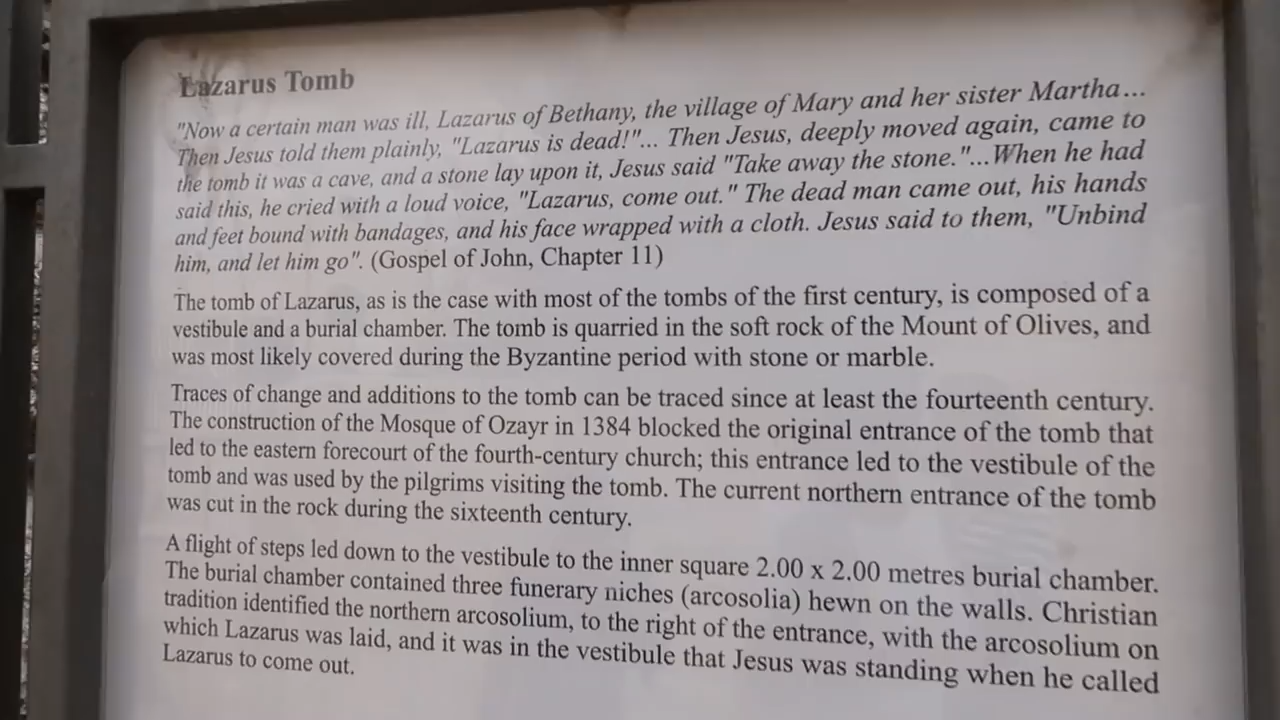 Lazarus Tomb
"Now a certain man was ill, Lazarus of Bethany, the village of Mary and her sister Martha...
Then Jesus told them plainly, "Lazarus is dead!"... Then Jesus, deeply moved again, came to
the tomb it was a cave, and a stone lay upon it, Jesus said "Take away the stone."...When he had
said this, he cried with a loud voice, "Lazarus, come out." The dead man came out, his hands
and feet bound with bandages, and his face wrapped with a cloth. Jesus said to them, "Unbind
him, and let him go". (Gospel of John, Chapter 11)
The tomb of Lazarus, as is the case with most of the tombs of the first century, is composed of a
vestibule and a burial chamber. The tomb is quarried in the soft rock of the Mount of Olives, and
was most likely covered during the Byzantine period with stone or marble.
Traces of change and additions to the tomb can be traced since at least the fourteenth century.
The construction of the Mosque of Ozayr in 1384 blocked the original entrance of the tomb that
led to the eastern forecourt of the fourth-century church; this entrance led to the vestibule of the
tomb and was used by the pilgrims visiting the tomb. The current northern entrance of the tomb
was cut in the rock during the sixteenth century.
A flight of steps led down to the vestibule to the inner square 2.00 x 2.00 metres burial chamber.
The burial chamber contained three funerary niches (arcosolia) hewn on the walls. Christian
tradition identified the northern arcosolium, to the right of the entrance, with the arcosolium on
which Lazarus was laid, and it was in the vestibule that Jesus was standing when he called
Lazarus to come out.